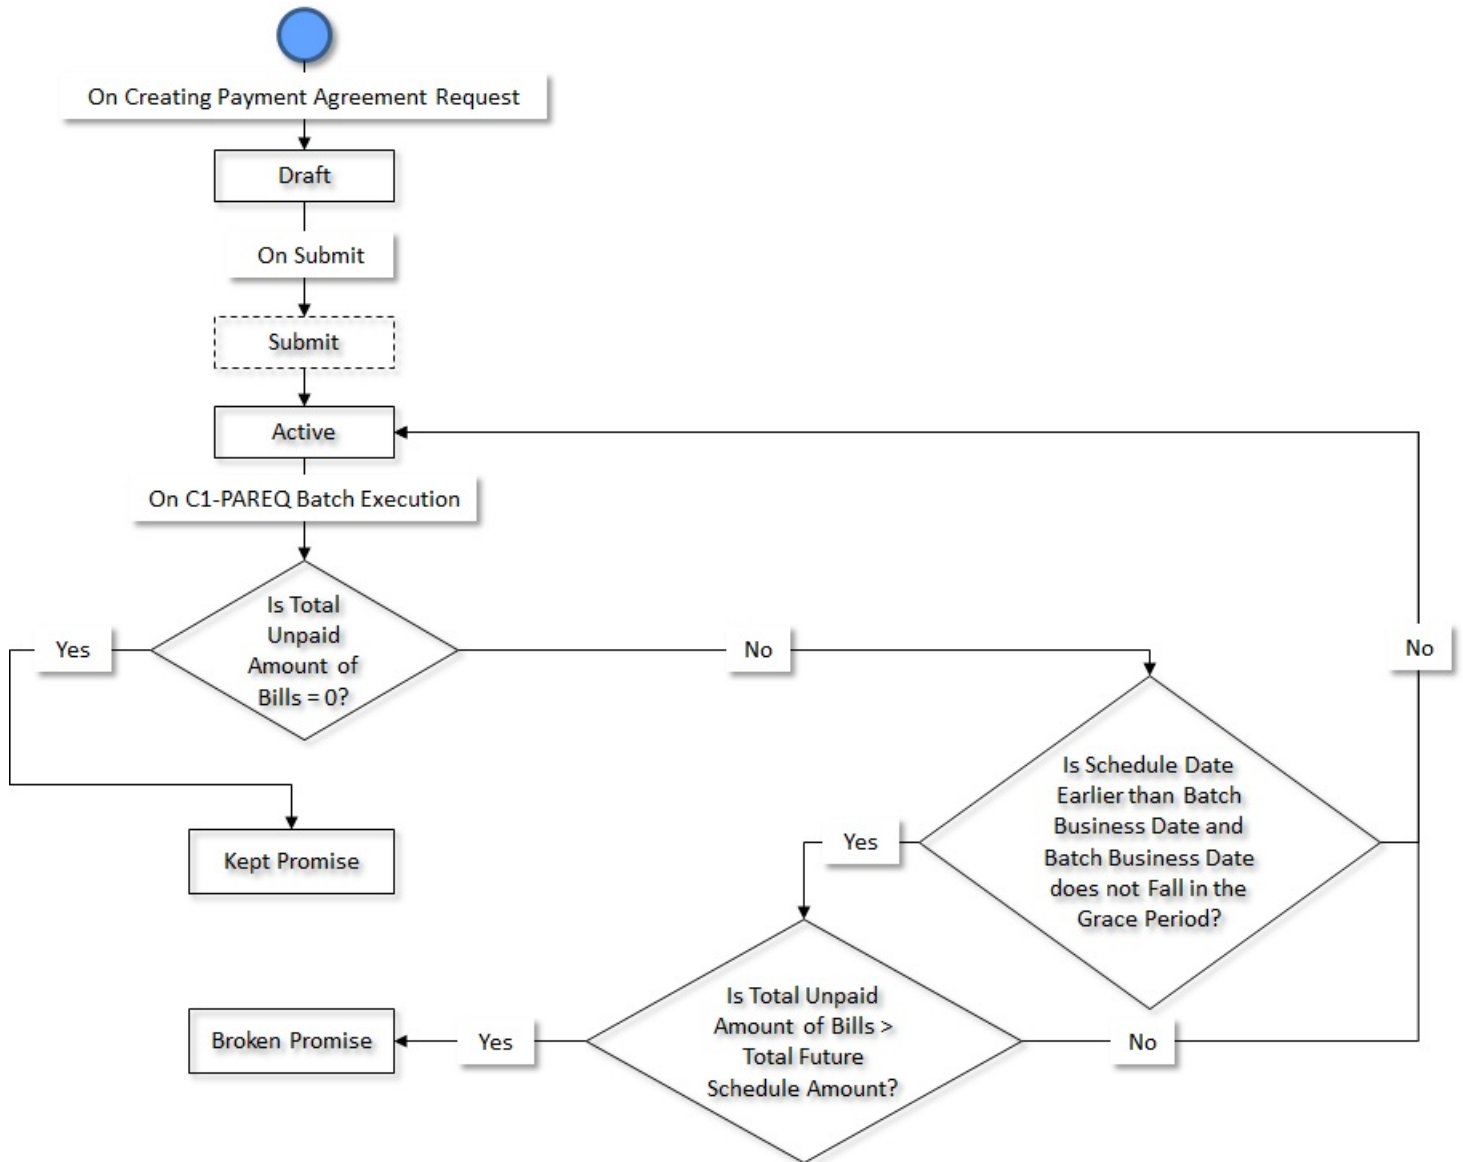 On Creating Payment Agreement Request
Draft
On Submit
Submit
Active
On C1-PAREQ Batch Execution
Is Total
Unpaid
Amount of
Bills = 0?
Yes
No
No
Kept Promise
Is Schedule Date
Earlier than Batch
Business Date and
Batch Business Date
does not Fall in the
Grace Period?
Yes
Is Total Unpaid
Amount of Bills >
Total Future
Schedule Amount?
Broken Promise
Yes
No